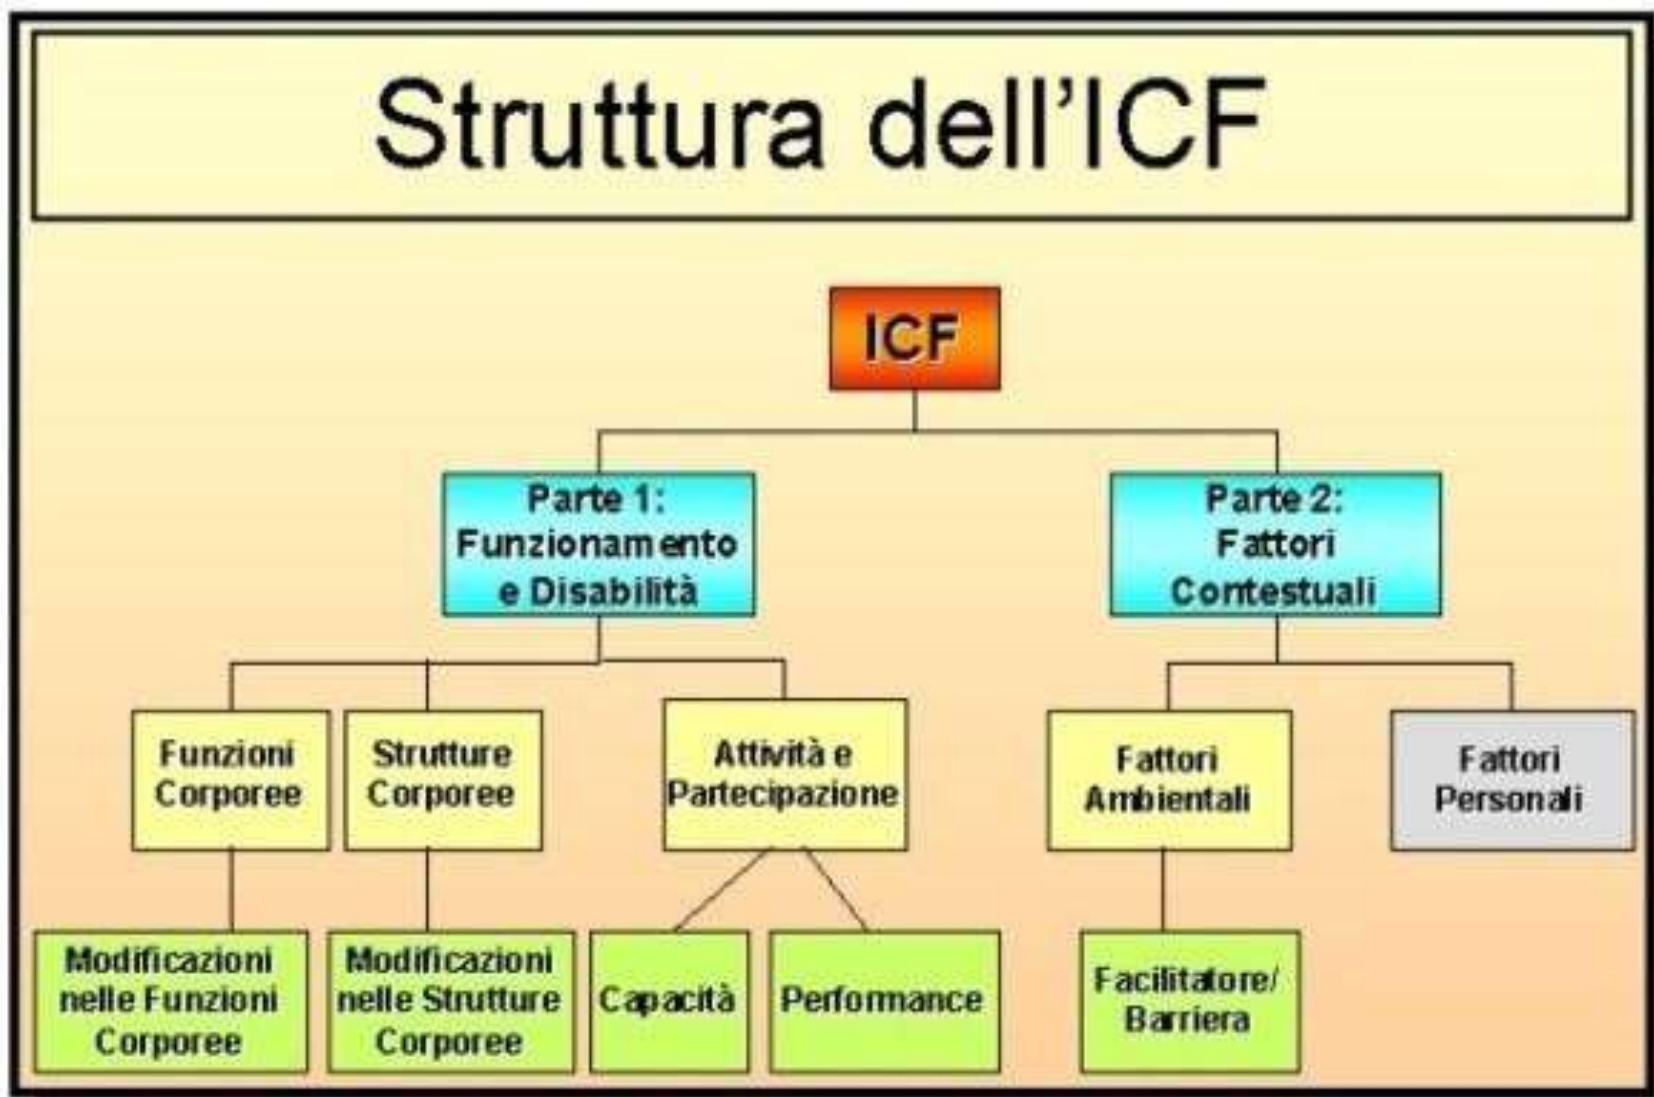 Struttura dell'ICF
ICF
Parte 1:
Funzionamento
e Disabilità
Parte 2:
Fattori
Contestuali
Funzioni
Corporee
Strutture
Corporee
Attività e
Partecipazione
Fattori
Ambientali
Fattori
Personali
Modificazioni
nelle Funzioni
Corporee
Modificazioni
nelle Strutture
Corporee
Capacità
Performance
Facilitatore/
Barriera